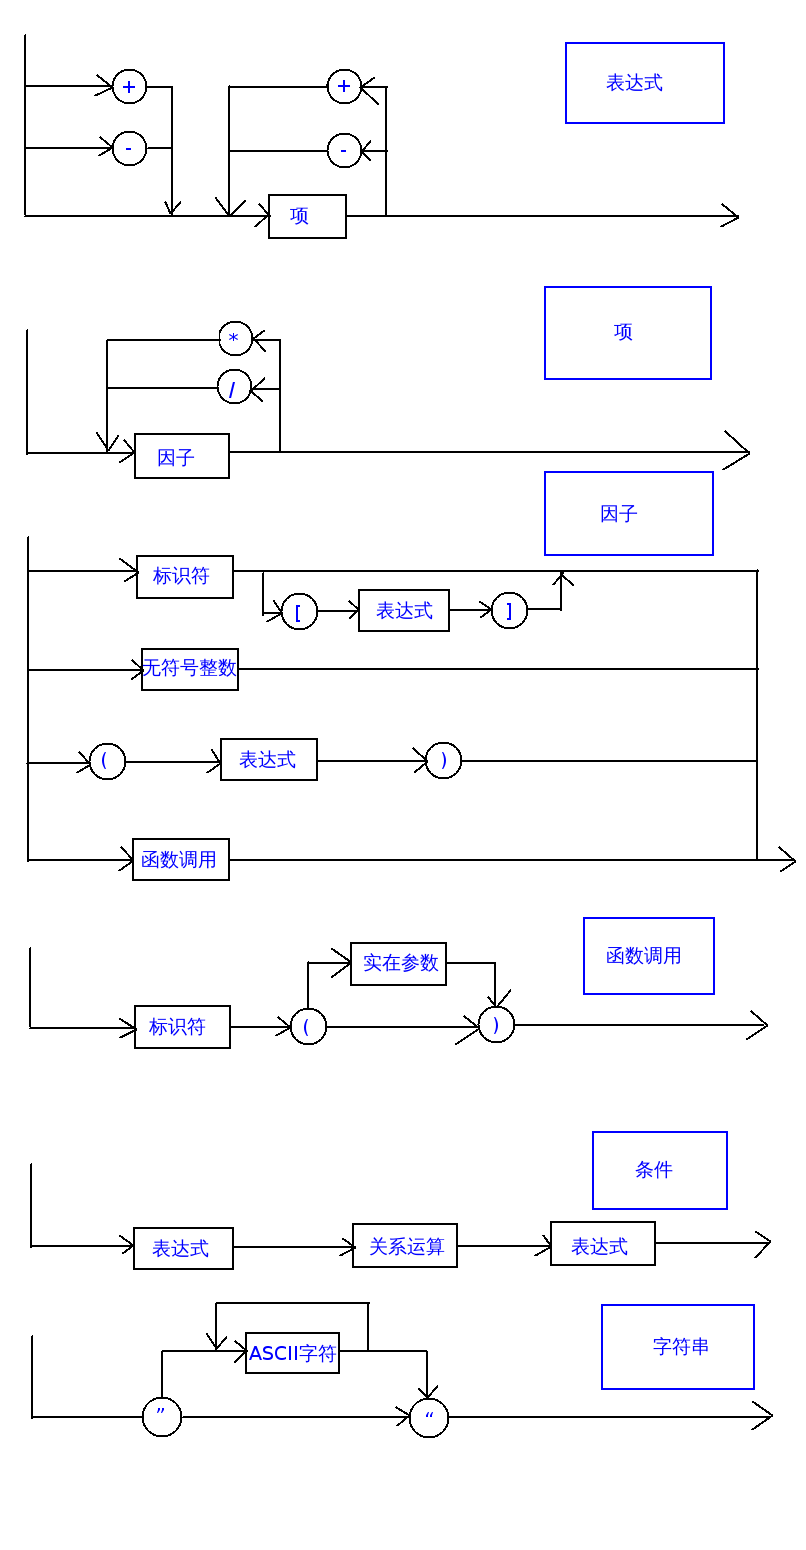 +
+
表达式
-
-
项
项
*
/
因子
因子
标识符
[
表达式
]
无符号整数
(
表达式
)
函数调用
函数调用
实在参数
标识符
(
)
条件
表达式
关系运算
表达式
字符串
ASCII字符
”
“